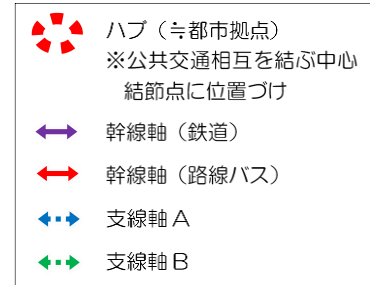 ハブ（≒都市拠点）
※公共交通相互を結ぶ中心
結節点に位置づけ
幹線軸（鉄道）
幹線軸（路線バス）
支線軸A
支線軸B